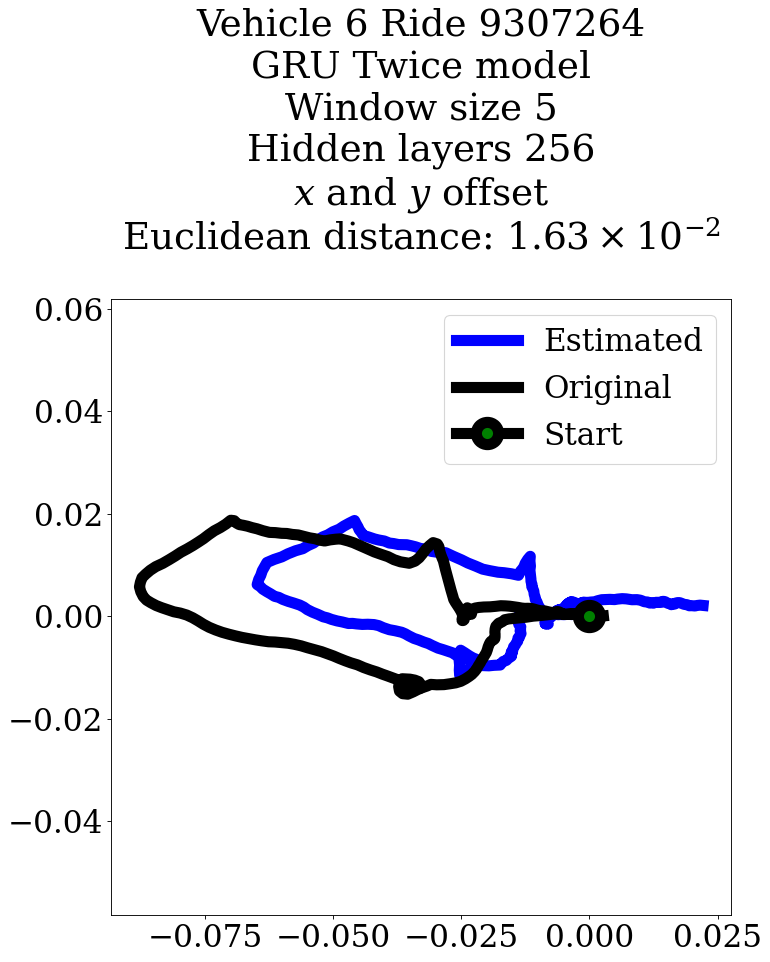 Vehicle 6 Ride 9307264
GRU Twice model
Window size 5
Hidden layers 256
x and y offset
Euclidean distance: 1.63 × 10⁻²
0.06
0.04
0.02
0.00
−0.02
−0.04
Estimated
Original
Start
−0.075 −0.050 −0.025 0.000 0.025